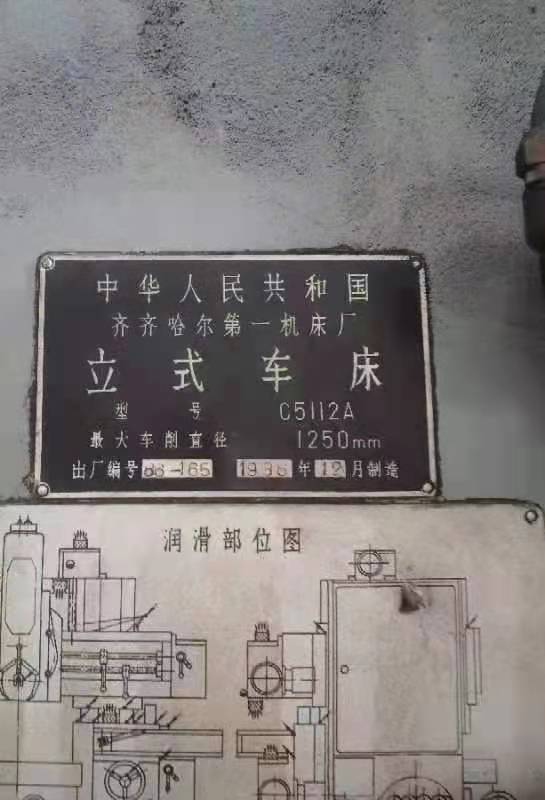 中华人民共和国
齐齐哈尔第一机床厂
立式车床
型号 C5112A
最大车削直径 1250mm
出厂编号 86-165 1986年12月制造
润滑部位图